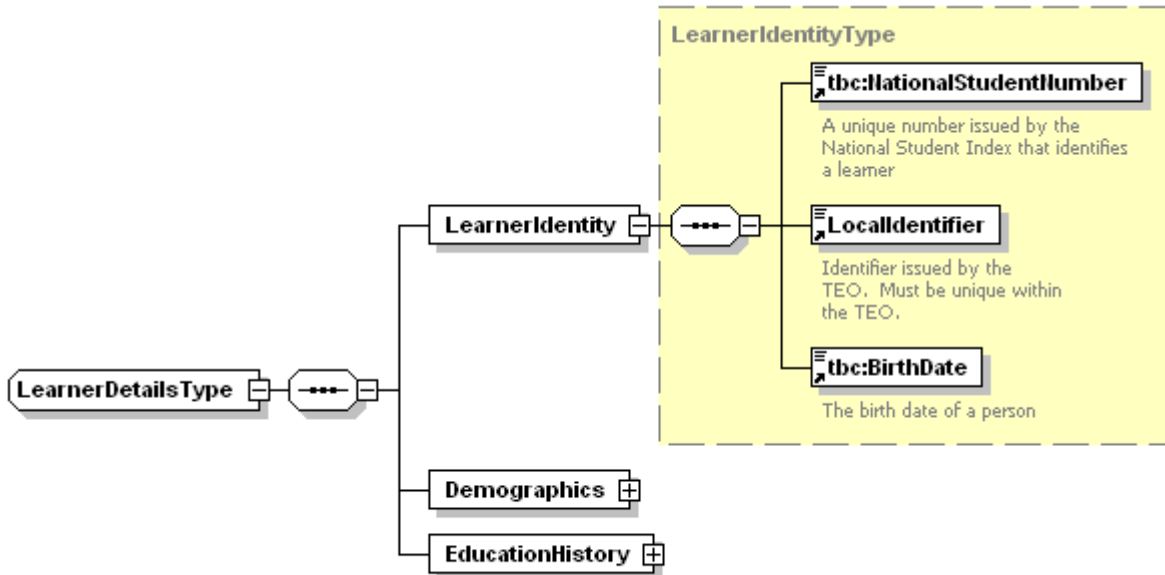 LearnerIdentityType
tbc:NationalStudentNumber
A unique number issued by the
National Student Index that identifies
a learner
LearnerIdentity
LocalIdentifier
Identifier issued by the
TEO.  Must be unique within
the TEO.
tbc:BirthDate
The birth date of a person
LearnerDetailsType
Demographics
EducationHistory